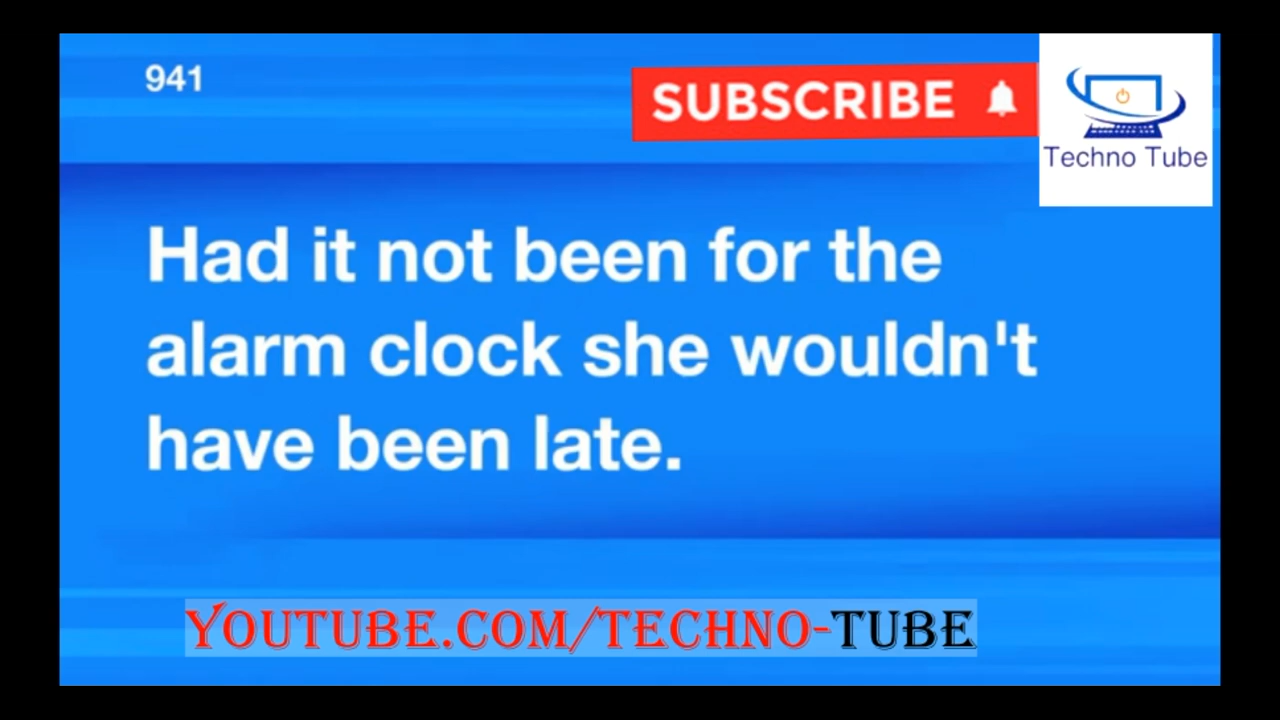 941
SUBSCRIBE
Techno Tube
Had it not been for the
alarm clock she wouldn't
have been late.
YOUTUBE.COM/TECHNO-TUBE